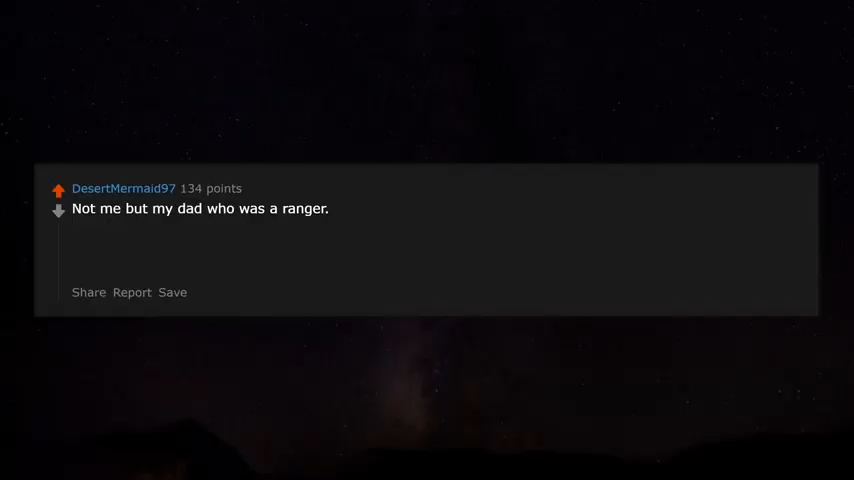 DesertMermaid97 134 points
Not me but my dad who was a ranger.
Share Report Save